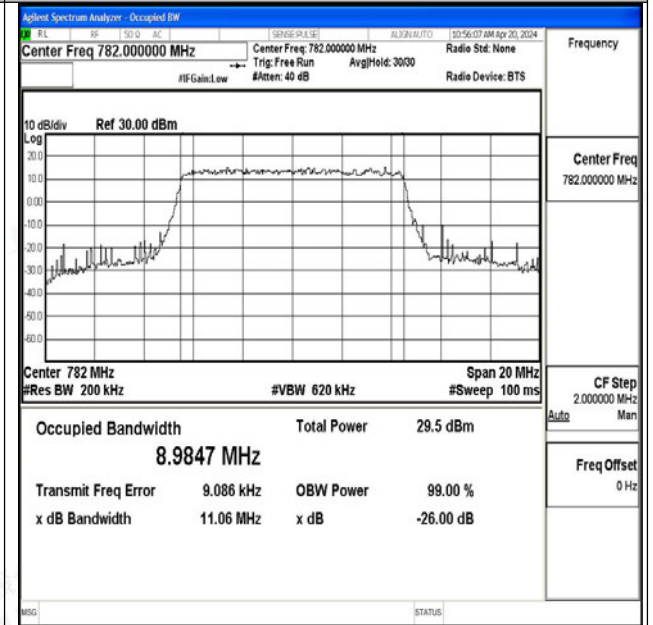 Agilent Spectrum Analyzer - Occupied BW
RL RF 50 Ω AC SENSE:PULSE ALIGN AUTO 10:56:07 AM Apr 20, 2024
Center Freq 782.000000 MHz
Center Freq: 782.000000 MHz
Radio Std: None
Trig: Free Run Avg|Hold: 30/30
#IFGain:Low #Atten: 40 dB Radio Device: BTS
Frequency
10 dB/div Ref 30.00 dBm
Log
20.0
10.0
0.00
-10.0
-20.0
-30.0
-40.0
-50.0
-60.0
Center 782 MHz Span 20 MHz
#Res BW 200 kHz #VBW 620 kHz #Sweep 100 ms
Occupied Bandwidth Total Power 29.5 dBm
8.9847 MHz
Transmit Freq Error 9.086 kHz OBW Power 99.00 %
x dB Bandwidth 11.06 MHz x dB -26.00 dB
Center Freq
782.000000 MHz
CF Step
2.000000 MHz
Auto Man
Freq Offset
0 Hz
MSG STATUS